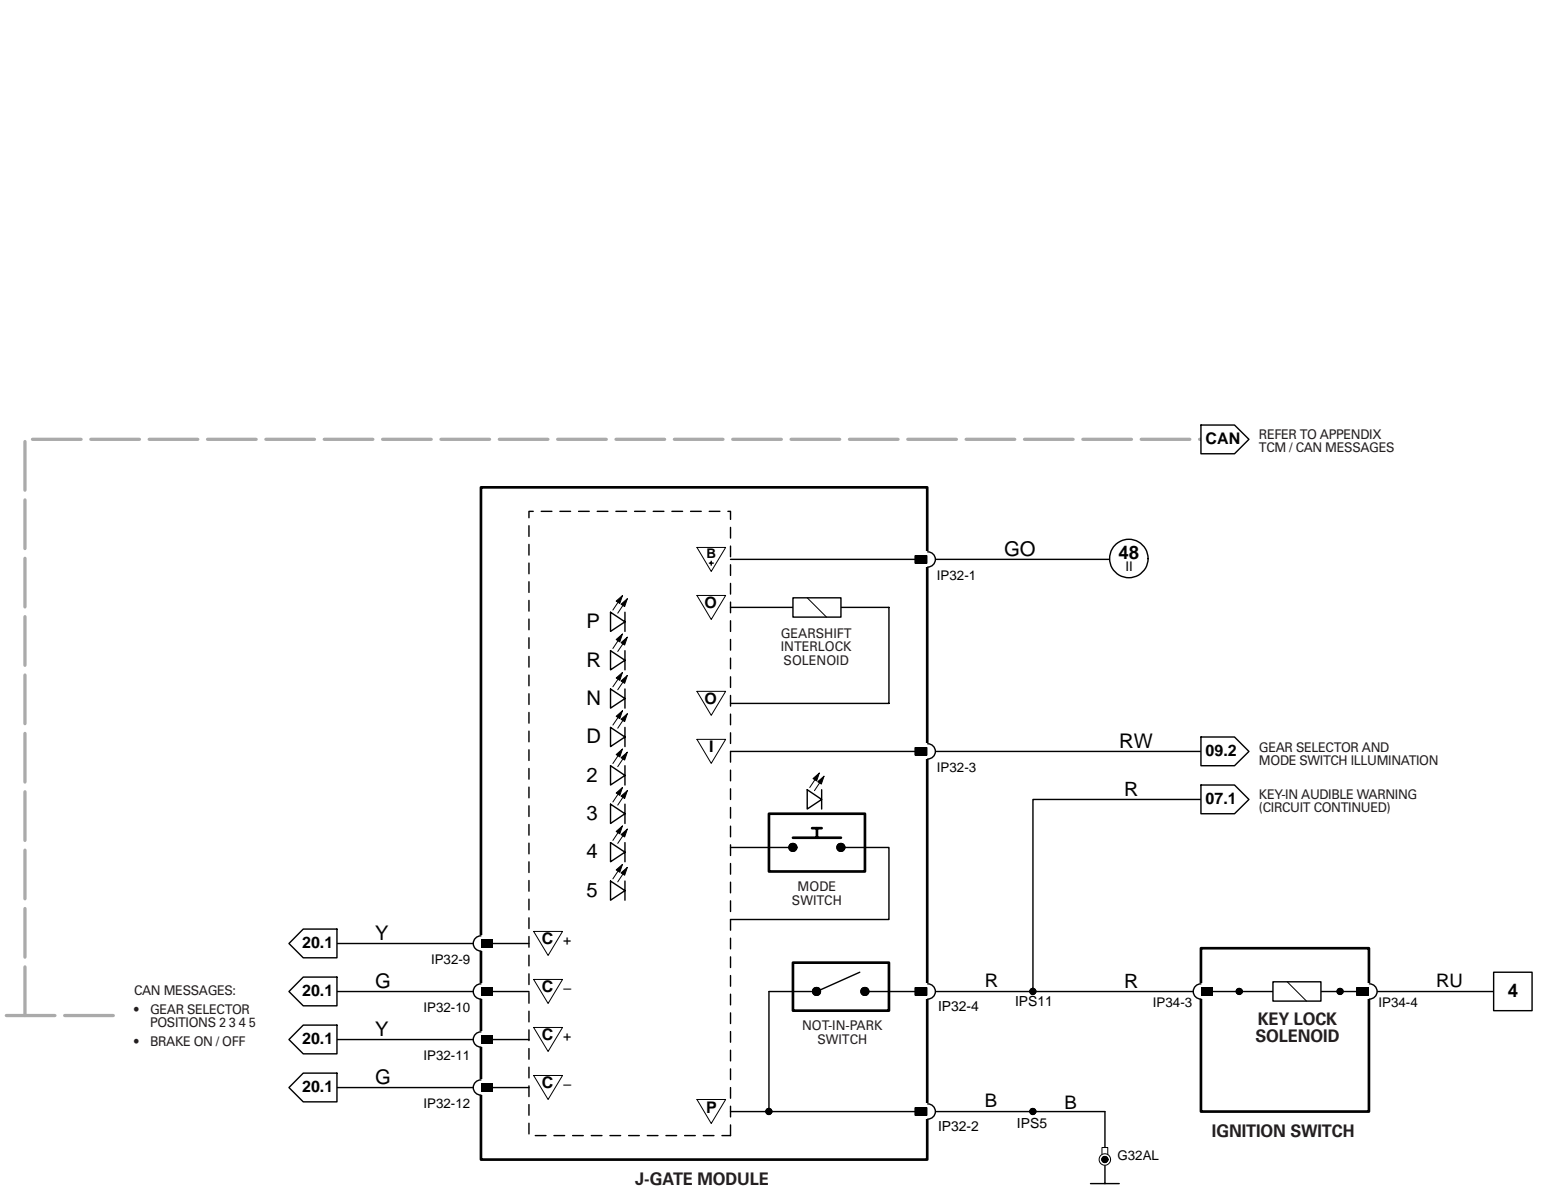 CAN
REFER TO APPENDIX
TCM / CAN MESSAGES
B
+
GO
IP32-1
48
II
O
GEARSHIFT
INTERLOCK
SOLENOID
P
R
N
D
2
3
4
5
O
I
IP32-3
RW
09.2
GEAR SELECTOR AND
MODE SWITCH ILLUMINATION
R
07.1
KEY-IN AUDIBLE WARNING
(CIRCUIT CONTINUED)
MODE
SWITCH
20.1
Y
IP32-9
C
+
CAN MESSAGES:
• GEAR SELECTOR
POSITIONS 2 3 4 5
• BRAKE ON / OFF
20.1
G
IP32-10
C
–
20.1
Y
IP32-11
C
+
20.1
G
IP32-12
C
–
NOT-IN-PARK
SWITCH
R
IP32-4
IPS11
R
IP34-3
KEY LOCK
SOLENOID
IP34-4
RU
4
P
B
IP32-2
IPS5
B
G32AL
IGNITION SWITCH
J-GATE MODULE